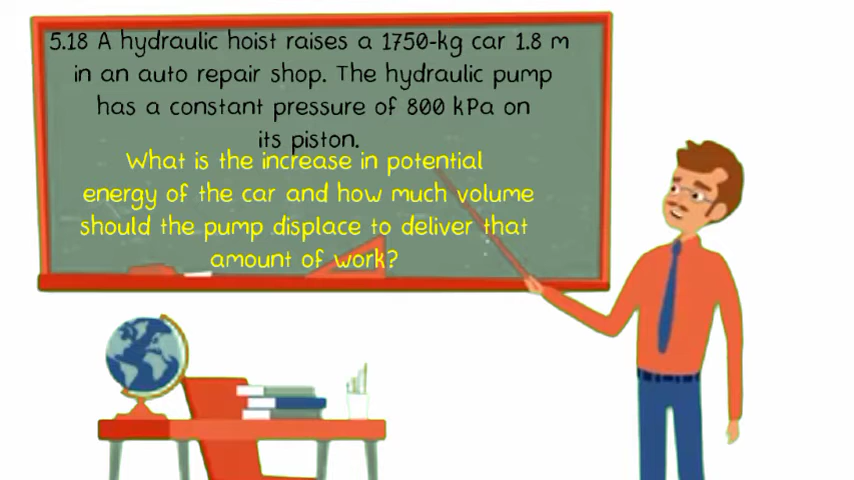 5.18 A hydraulic hoist raises a 1750-kg car 1.8 m
in an auto repair shop. The hydraulic pump
has a constant pressure of 800 kPa on
its piston.
What is the increase in potential
energy of the car and how much volume
should the pump displace to deliver that
amount of work?